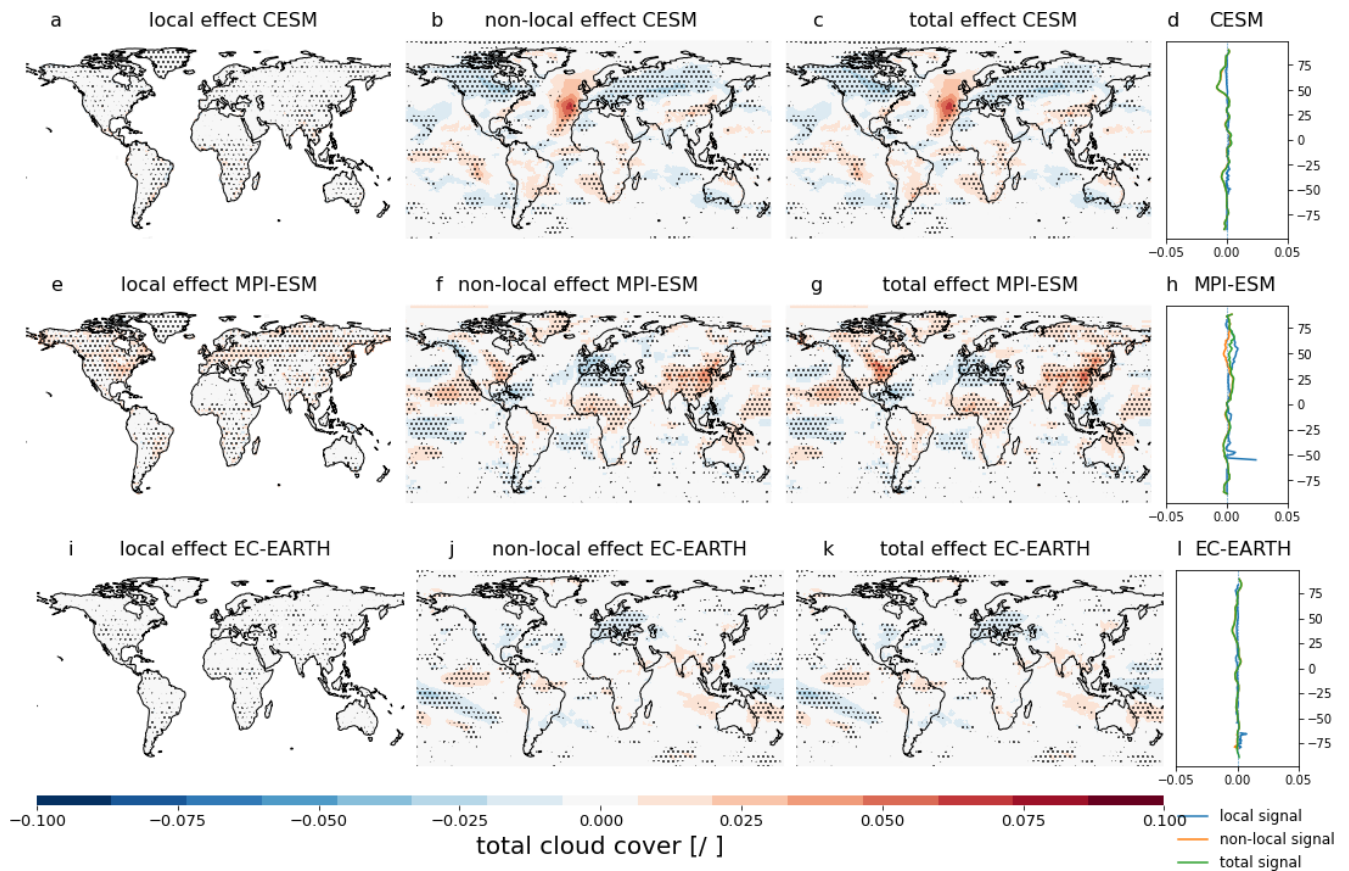 a local effect CESM
b non-local effect CESM
c total effect CESM
d CESM
75
50
25
0
−25
−50
−75
−0.05 0.00 0.05
e local effect MPI-ESM
f non-local effect MPI-ESM
g total effect MPI-ESM
h MPI-ESM
75
50
25
0
−25
−50
−75
−0.05 0.00 0.05
i local effect EC-EARTH
j non-local effect EC-EARTH
k total effect EC-EARTH
l EC-EARTH
75
50
25
0
−25
−50
−75
−0.05 0.00 0.05
−0.100 −0.075 −0.050 −0.025 0.000 0.025 0.050 0.075 0.100
total cloud cover [/ ]
local signal
non-local signal
total signal